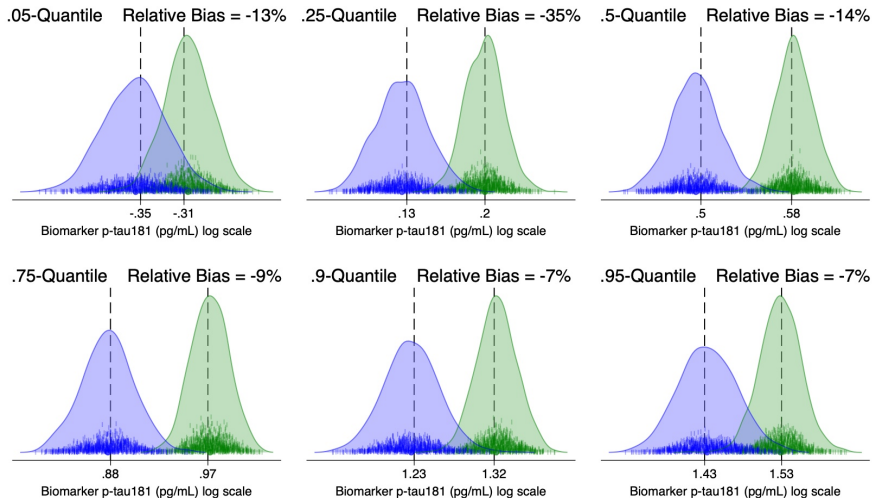 .05-Quantile Relative Bias = -13%
-.35 -.31
Biomarker p-tau181 (pg/mL) log scale
.25-Quantile Relative Bias = -35%
.13 .2
Biomarker p-tau181 (pg/mL) log scale
.5-Quantile Relative Bias = -14%
.5 .58
Biomarker p-tau181 (pg/mL) log scale
.75-Quantile Relative Bias = -9%
.88 .97
Biomarker p-tau181 (pg/mL) log scale
.9-Quantile Relative Bias = -7%
1.23 1.32
Biomarker p-tau181 (pg/mL) log scale
.95-Quantile Relative Bias = -7%
1.43 1.53
Biomarker p-tau181 (pg/mL) log scale